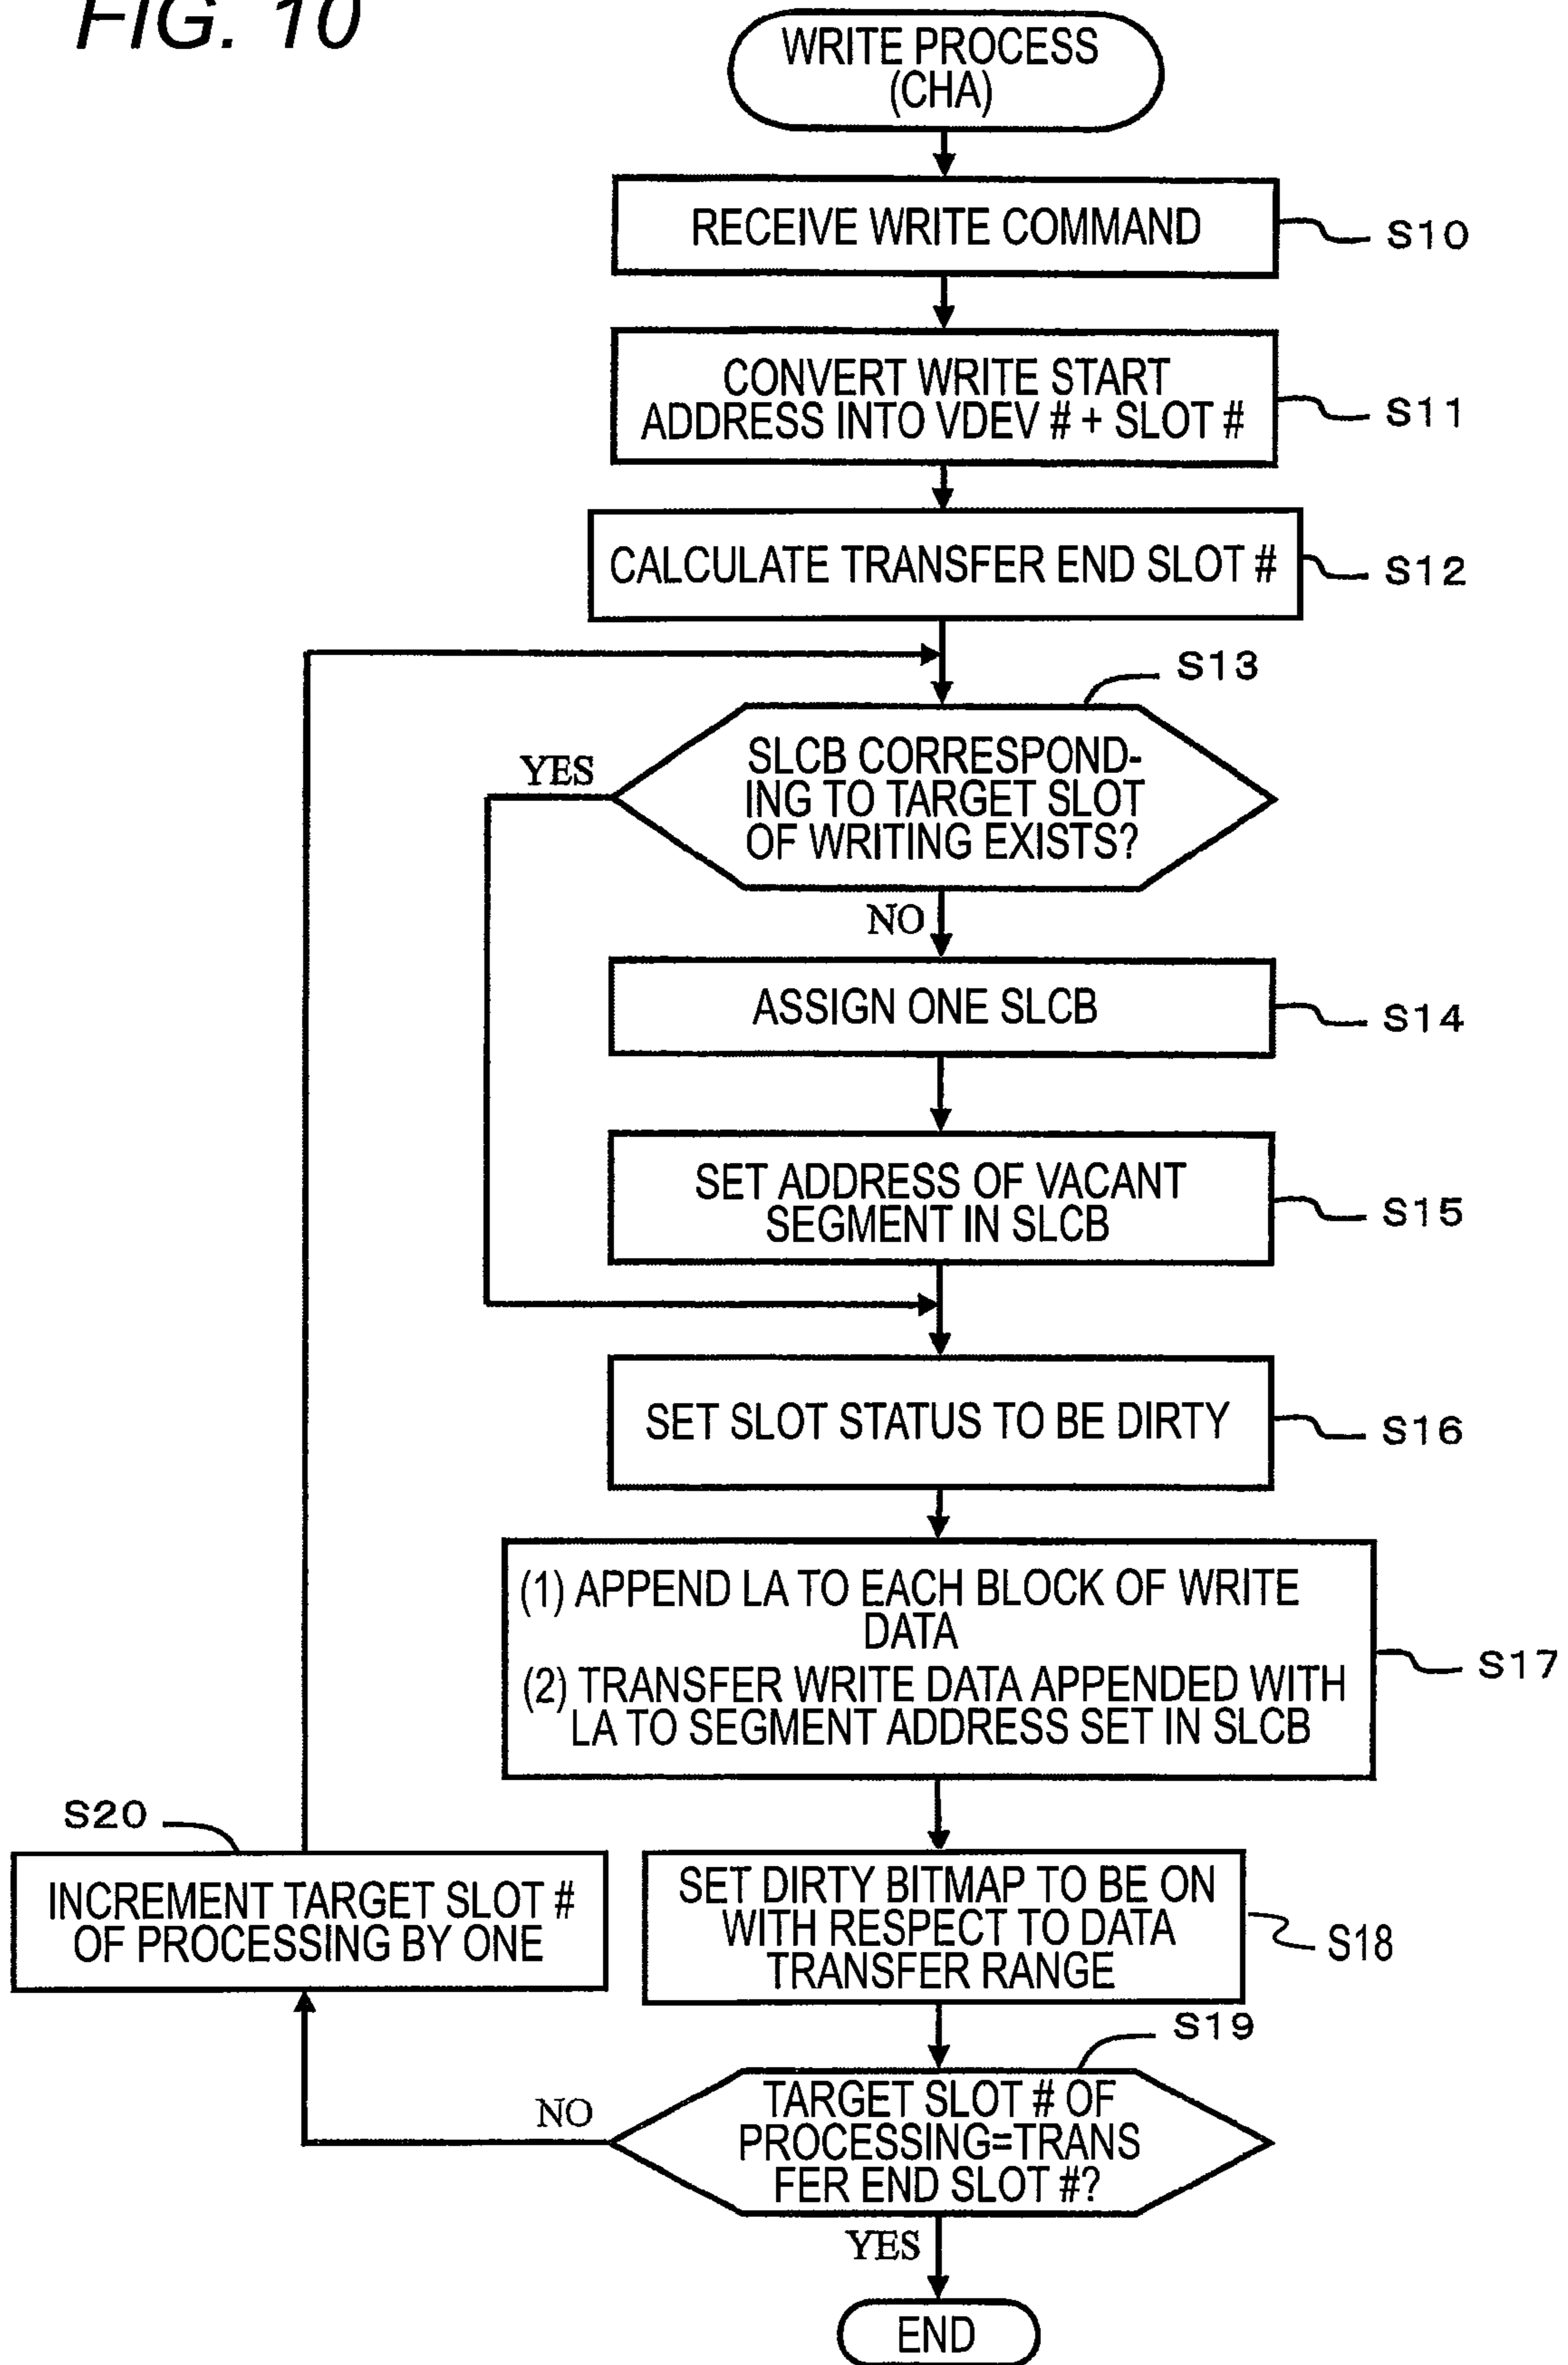 FIG. 10
WRITE PROCESS
(CHA)
RECEIVE WRITE COMMAND
S10
CONVERT WRITE START
ADDRESS INTO VDEV # + SLOT #
S11
CALCULATE TRANSFER END SLOT #
S12
S13
SLCB CORRESPOND-
ING TO TARGET SLOT
OF WRITING EXISTS?
YES
NO
ASSIGN ONE SLCB
S14
SET ADDRESS OF VACANT
SEGMENT IN SLCB
S15
SET SLOT STATUS TO BE DIRTY
S16
(1) APPEND LA TO EACH BLOCK OF WRITE
DATA
(2) TRANSFER WRITE DATA APPENDED WITH
LA TO SEGMENT ADDRESS SET IN SLCB
S17
S20
INCREMENT TARGET SLOT #
OF PROCESSING BY ONE
SET DIRTY BITMAP TO BE ON
WITH RESPECT TO DATA
TRANSFER RANGE
S18
S19
TARGET SLOT # OF
PROCESSING=TRANS
FER END SLOT #?
NO
YES
END